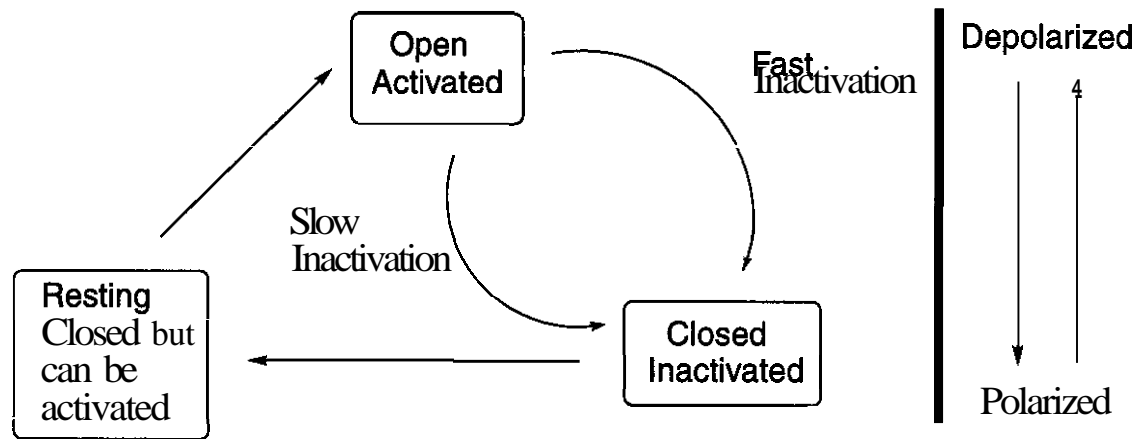 Open
Activated
Fast
Inactivation
Depolarized
4
Slow
Inactivation
Resting
Closed but
can be
activated
Closed
Inactivated
Polarized